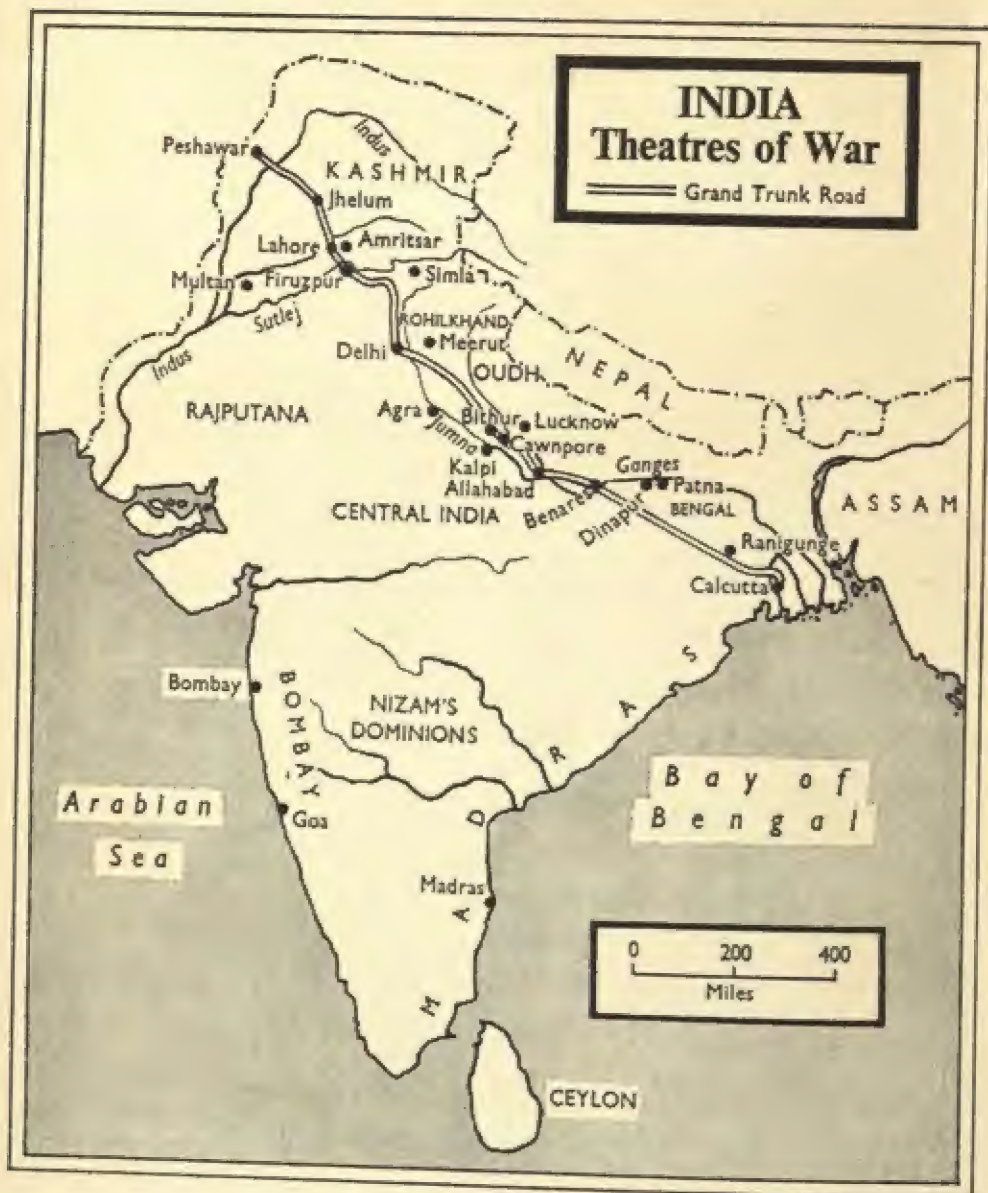 INDIA
Theatres of War
Grand Trunk Road
Indus
Peshawar
KASHMIR
Jhelum
Lahore
Amritsar
Multan
Firuzpur
Simla
Sutlej
ROHILKHAND
Meerut
Indus
Delhi
OUDH
NEPAL
RAJPUTANA
Agra
Jumna
Bithur
Lucknow
Cawnpore
Kalpi
Allahabad
Ganges
Patna
Benares
Dinapur
BENGAL
ASSAM
CENTRAL INDIA
Ranigunge
Calcutta
Bombay
BOMBAY
NIZAM'S
DOMINIONS
MADRAS
Bay of
Bengal
Arabian
Sea
Goa
Madras
0 200 400
Miles
CEYLON